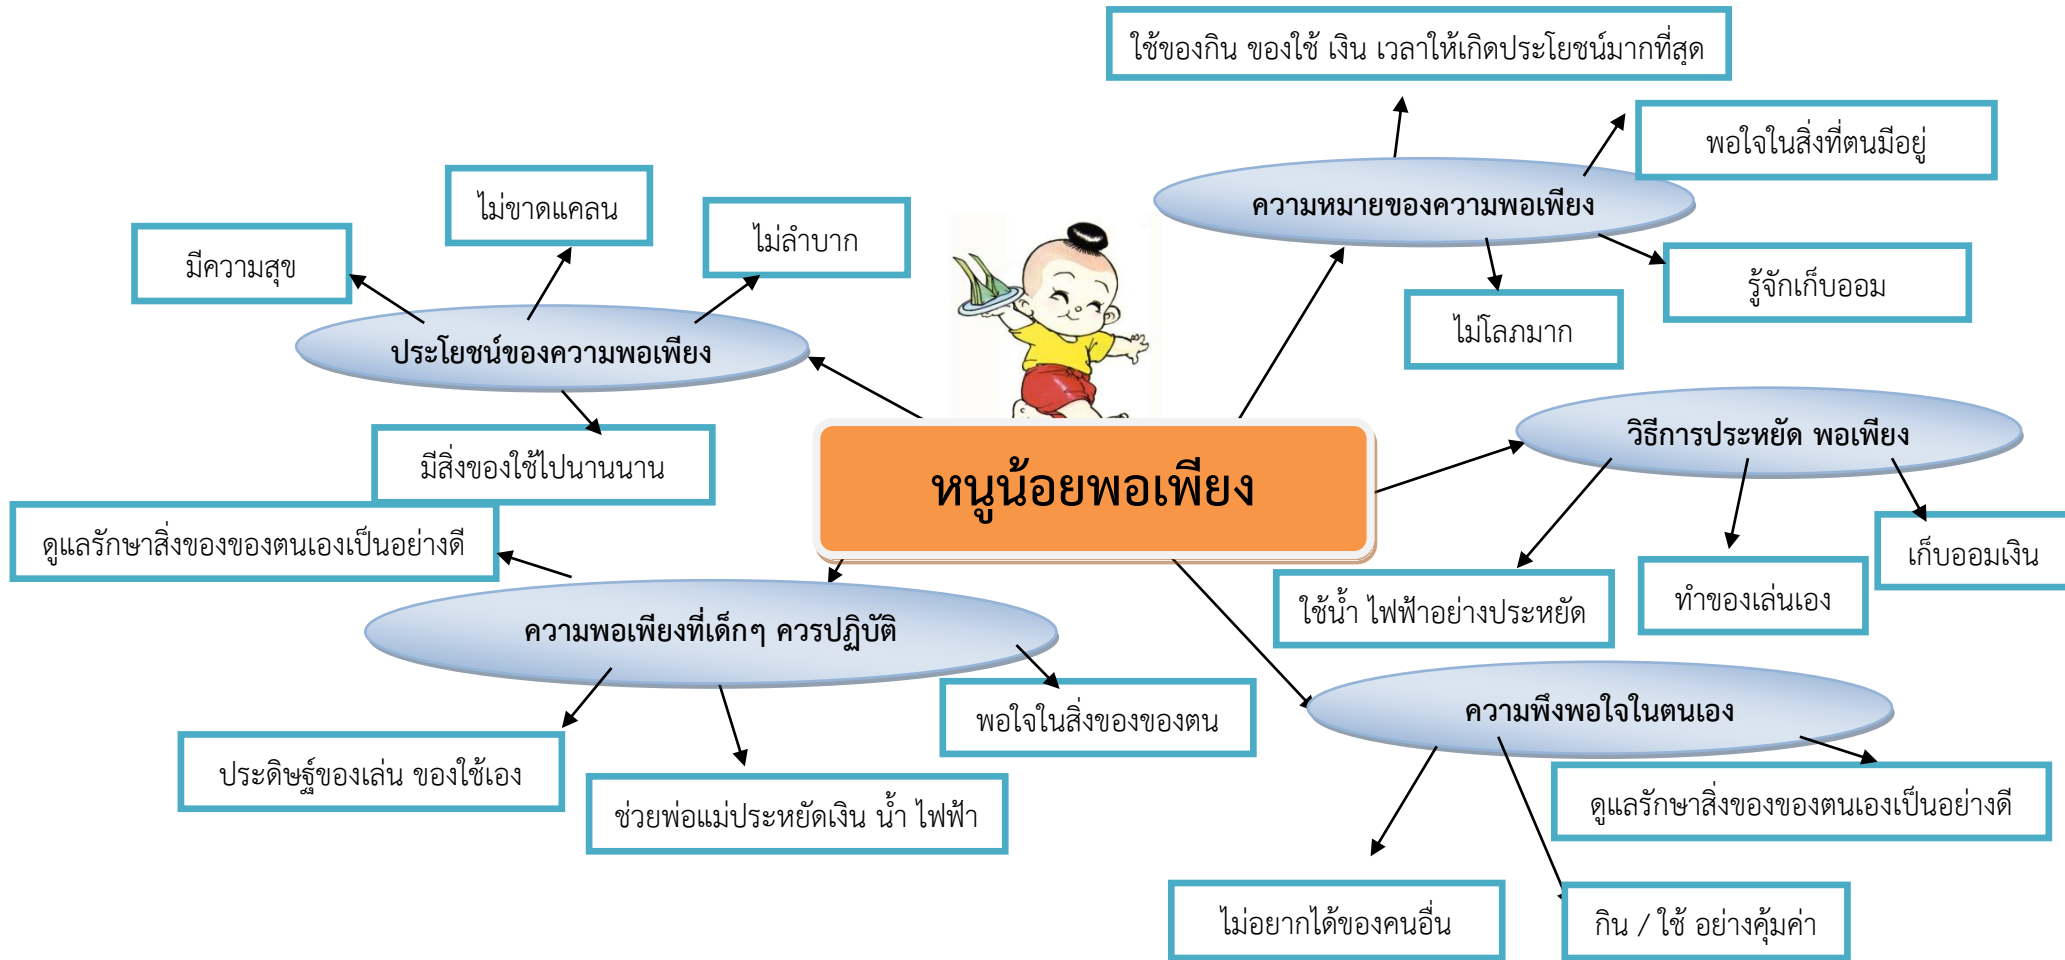 ใช้ของกิน ของใช้ เงิน เวลาให้เกิดประโยชน์มากที่สุด
พอใจในสิ่งที่ตนมีอยู่
ความหมายของความพอเพียง
รู้จักเก็บออม
ไม่โลภมาก
ไม่ขาดแคลน
ไม่ลำบาก
มีความสุข
ประโยชน์ของความพอเพียง
มีสิ่งของใช้ไปนานนาน
หนูน้อยพอเพียง
วิธีการประหยัด พอเพียง
เก็บออมเงิน
ทำของเล่นเอง
ใช้น้ำ ไฟฟ้าอย่างประหยัด
ดูแลรักษาสิ่งของของตนเองเป็นอย่างดี
ความพอเพียงที่เด็กๆ ควรปฏิบัติ
พอใจในสิ่งของของตน
ประดิษฐ์ของเล่น ของใช้เอง
ช่วยพ่อแม่ประหยัดเงิน น้ำ ไฟฟ้า
ความพึงพอใจในตนเอง
ดูแลรักษาสิ่งของของตนเองเป็นอย่างดี
ไม่อยากได้ของคนอื่น
กิน / ใช้ อย่างคุ้มค่า